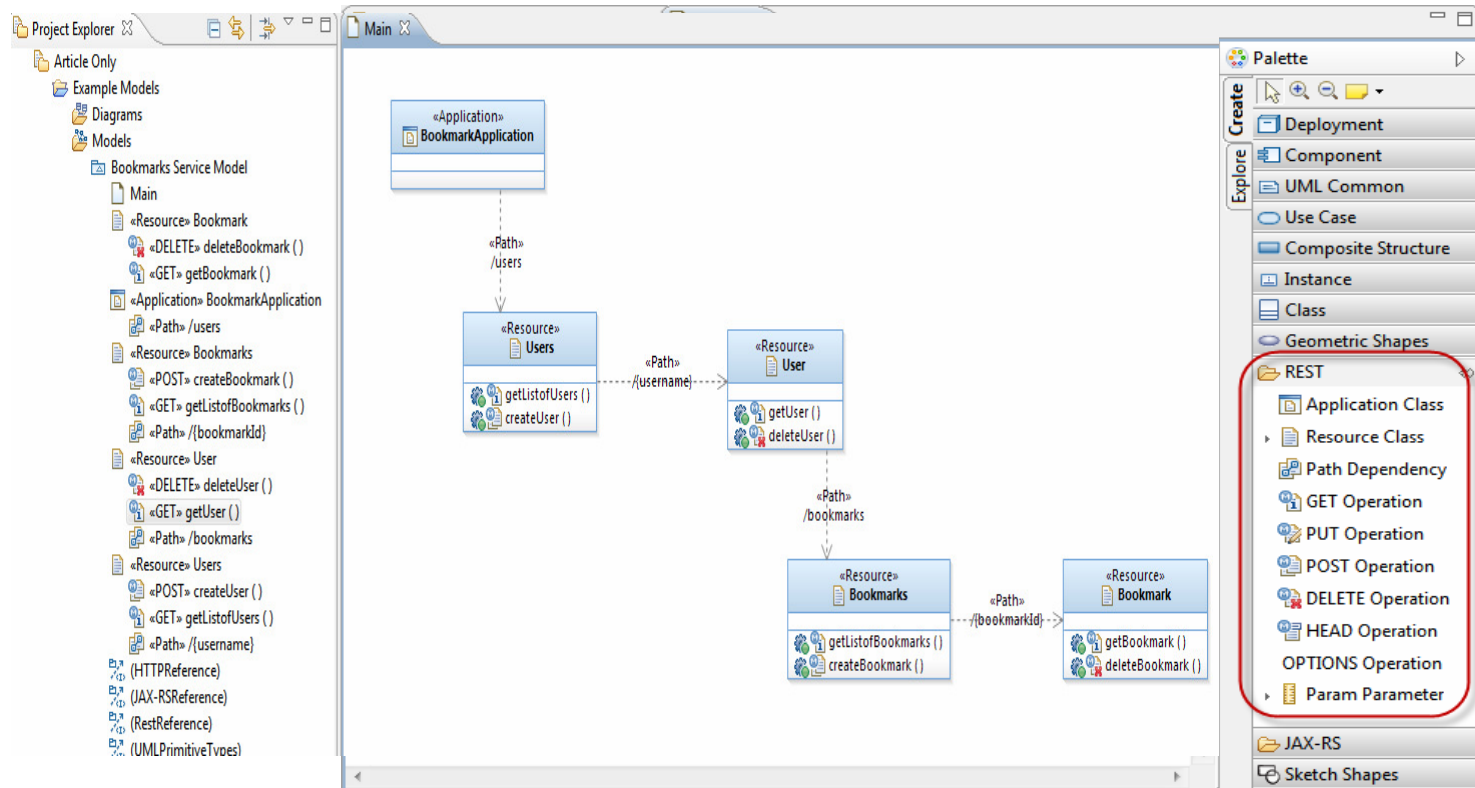 Project Explorer
Article Only
Example Models
Diagrams
Models
Bookmarks Service Model
Main
«Resource» Bookmark
«DELETE» deleteBookmark ( )
«GET» getBookmark ( )
«Application» BookmarkApplication
«Path» /users
«Resource» Bookmarks
«POST» createBookmark ( )
«GET» getListofBookmarks ( )
«Path» /{bookmarkId}
«Resource» User
«DELETE» deleteUser ( )
«GET» getUser ( )
«Path» /bookmarks
«Resource» Users
«POST» createUser ( )
«GET» getListofUsers ( )
«Path» /{username}
(HTTPReference)
(JAX-RSReference)
(RestReference)
(UMLPrimitiveTypes)
Main
«Application»
BookmarkApplication
«Path»
/users
«Resource»
Users
getListofUsers ( )
createUser ( )
«Path»
/{username}
«Resource»
User
getUser ( )
deleteUser ( )
«Path»
/bookmarks
«Resource»
Bookmarks
getListofBookmarks ( )
createBookmark ( )
«Path»
/{bookmarkId}
«Resource»
Bookmark
getBookmark ( )
deleteBookmark ( )
Palette
Create
Explore
Deployment
Component
UML Common
Use Case
Composite Structure
Instance
Class
Geometric Shapes
REST
Application Class
Resource Class
Path Dependency
GET Operation
PUT Operation
POST Operation
DELETE Operation
HEAD Operation
OPTIONS Operation
Param Parameter
JAX-RS
Sketch Shapes